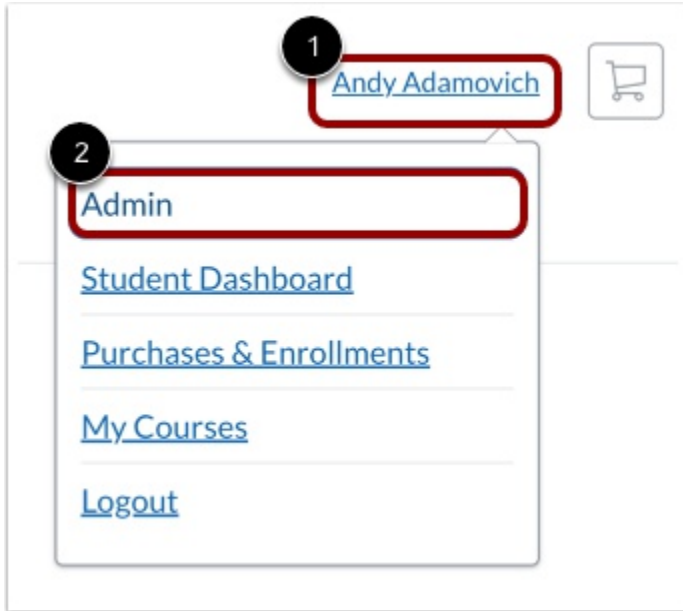 1
Andy Adamovich
2
Admin
Student Dashboard
Purchases & Enrollments
My Courses
Logout